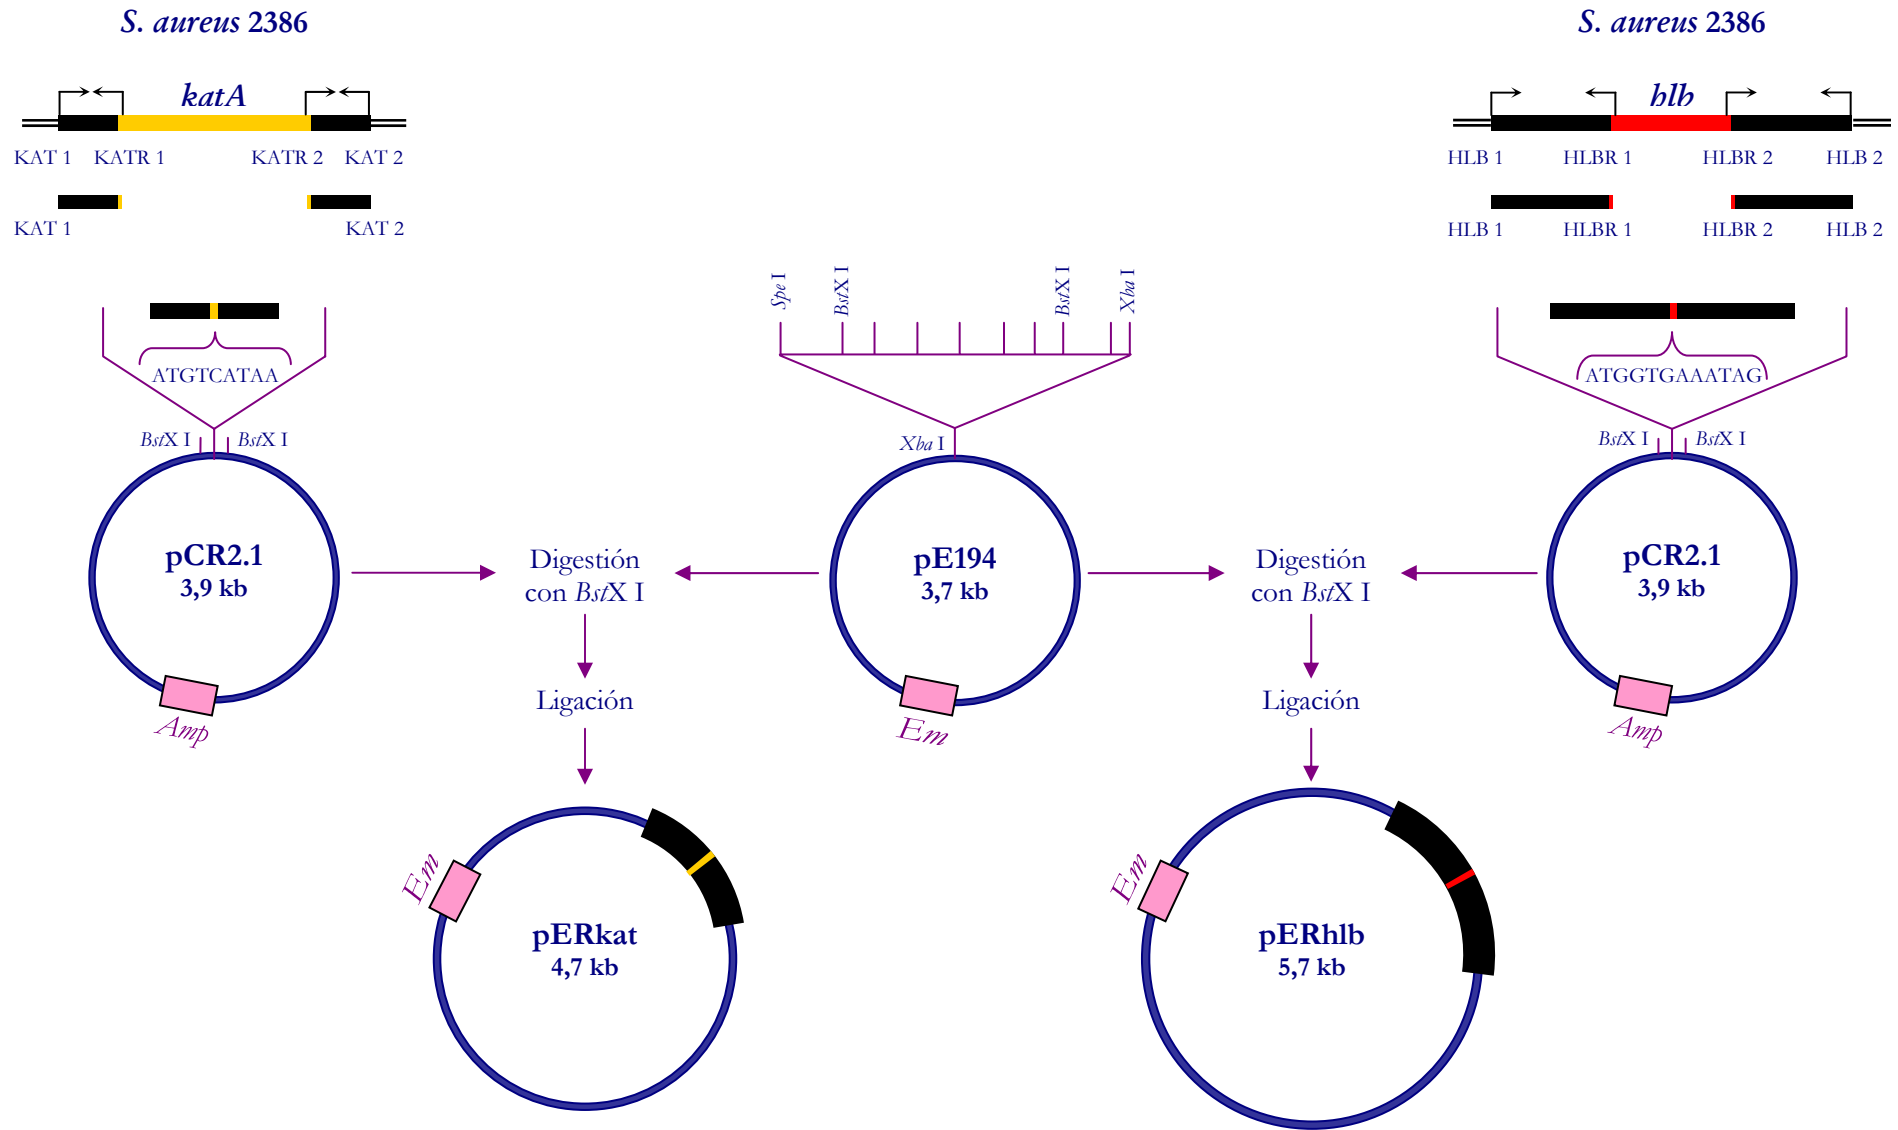 S. aureus 2386
S. aureus 2386
katA
hlb
KAT 1 KATR 1 KATR 2 KAT 2
HLB 1 HLBR 1 HLBR 2 HLB 2
KAT 1 KAT 2
HLB 1 HLBR 1 HLBR 2 HLB 2
Spe I
BstX I
BstX I
Xba I
ATGTCATAA
ATGGTGAAATAG
BstX I BstX I
Xba I
BstX I BstX I
pCR2.1
3,9 kb
Digestión
con BstX I
pE194
3,7 kb
Digestión
con BstX I
pCR2.1
3,9 kb
Amp
Ligación
Em
Ligación
Amp
Em
pERkat
4,7 kb
Em
pERhlb
5,7 kb